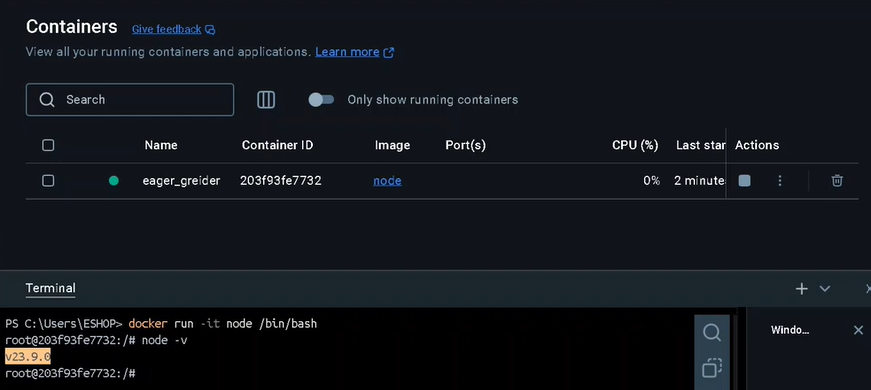 Containers Give feedback
View all your running containers and applications. Learn more
Search Only show running containers
Name Container ID Image Port(s) CPU (%) Last star Actions
eager_greider 203f93fe7732 node 0% 2 minute
Terminal
PS C:\Users\ESHOP> docker run -it node /bin/bash
root@203f93fe7732:/# node -v
v23.9.0
root@203f93fe7732:/#
Windo...